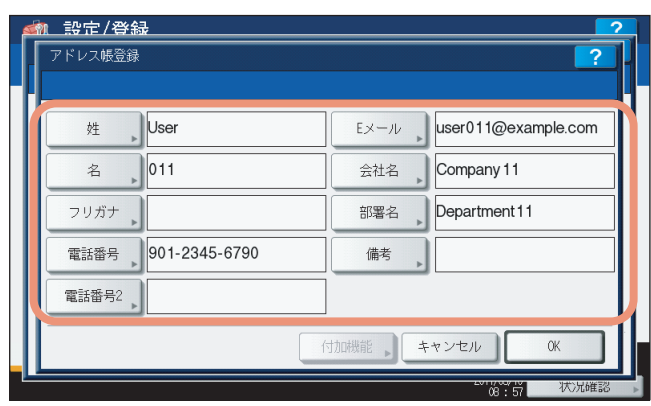 設定/登録
?
アドレス帳登録
?
姓 User
Eメール user011@example.com
名 011
会社名 Company 11
フリガナ
部署名 Department 11
電話番号 901-2345-6790
備考
電話番号2
付加機能
キャンセル
OK
08:57
状況確認